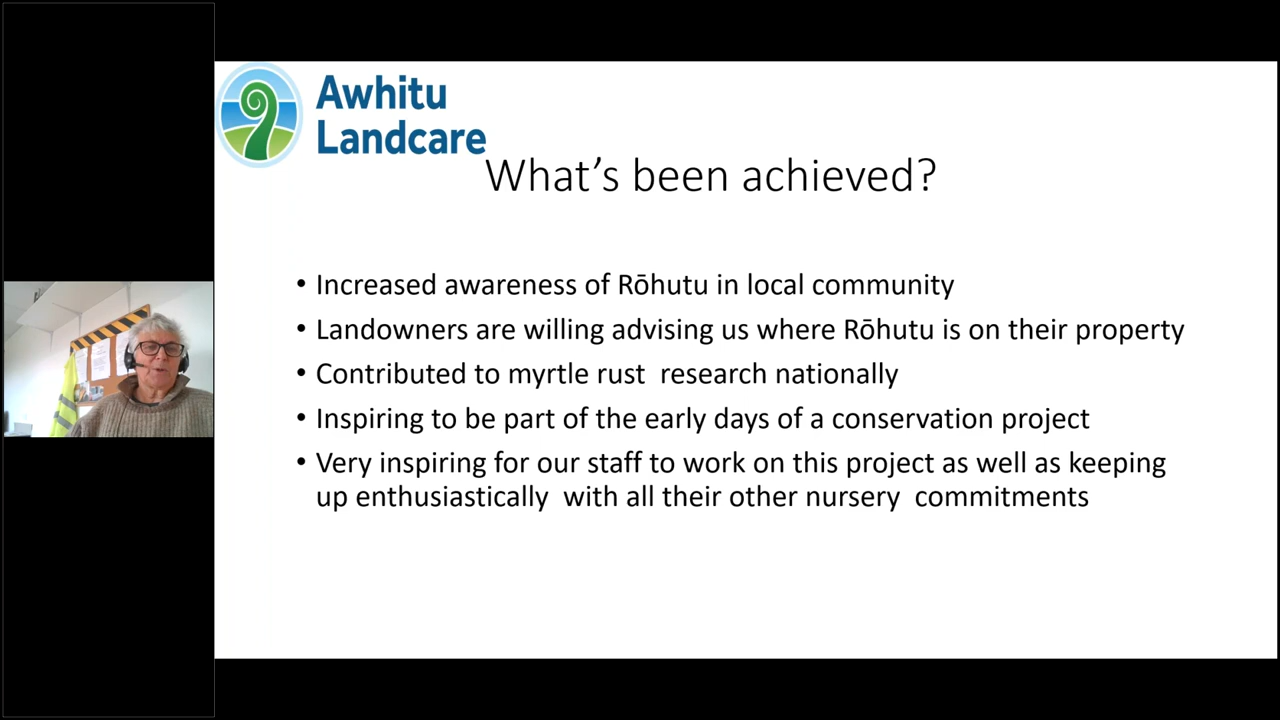 Awhitu
Landcare
What's been achieved?
• Increased awareness of Rōhutu in local community
• Landowners are willing advising us where Rōhutu is on their property
• Contributed to myrtle rust  research nationally
• Inspiring to be part of the early days of a conservation project
• Very inspiring for our staff to work on this project as well as keeping
up enthusiastically  with all their other nursery  commitments